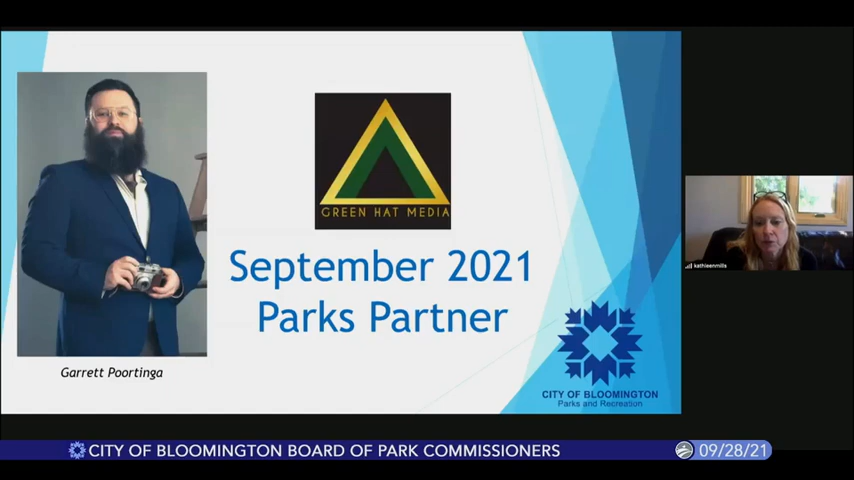 GREEN HAT MEDIA
September 2021
Parks Partner
Garrett Poortinga
CITY OF BLOOMINGTON
Parks and Recreation
kathleenmills
CITY OF BLOOMINGTON BOARD OF PARK COMMISSIONERS
09/28/21